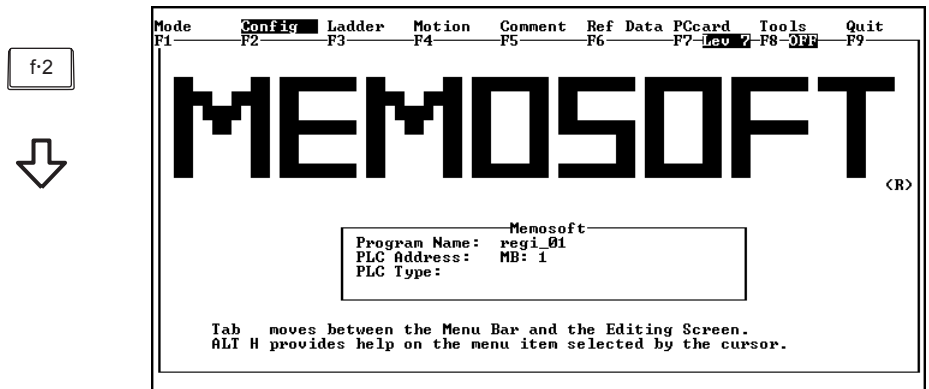 f·2
Mode Config Ladder Motion Comment Ref Data PCcard Tools Quit
F1 F2 F3 F4 F5 F6 F7 Lev 7 F8 OFF F9
MEMOSOFT
(R)
Memosoft
Program Name: regi_01
PLC Address: MB: 1
PLC Type:
Tab moves between the Menu Bar and the Editing Screen.
ALT H provides help on the menu item selected by the cursor.